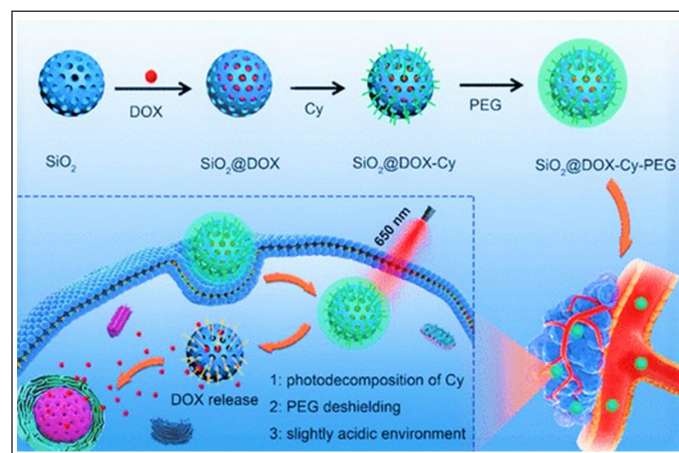 DOX
Cy
PEG
SiO₂
SiO₂@DOX
SiO₂@DOX-Cy
SiO₂@DOX-Cy-PEG
650 nm
DOX release
1: photodecomposition of Cy
2: PEG deshielding
3: slightly acidic environment